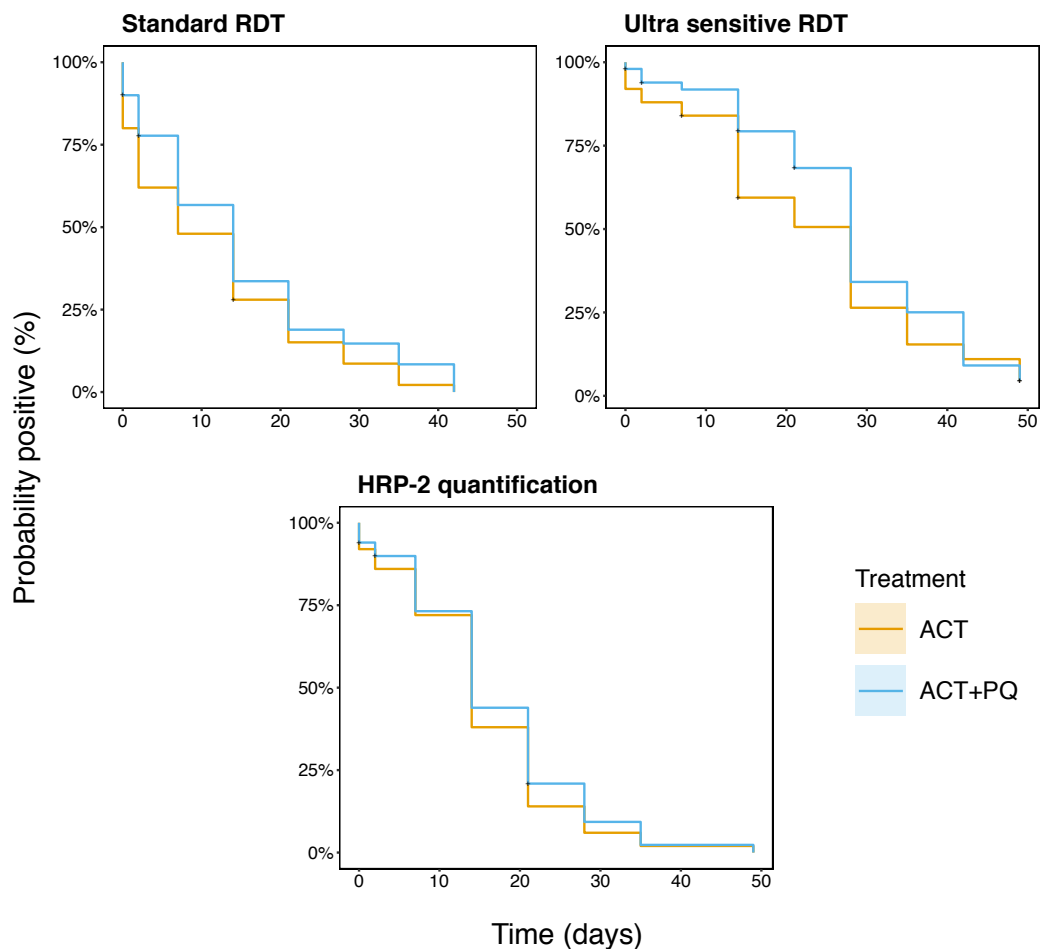 Standard RDT
100%
75%
50%
25%
0%
0 10 20 30 40 50
Ultra sensitive RDT
100%
75%
50%
25%
0%
0 10 20 30 40 50
Probability positive (%)
HRP-2 quantification
100%
75%
50%
25%
0%
0 10 20 30 40 50
Time (days)
Treatment
ACT
ACT+PQ